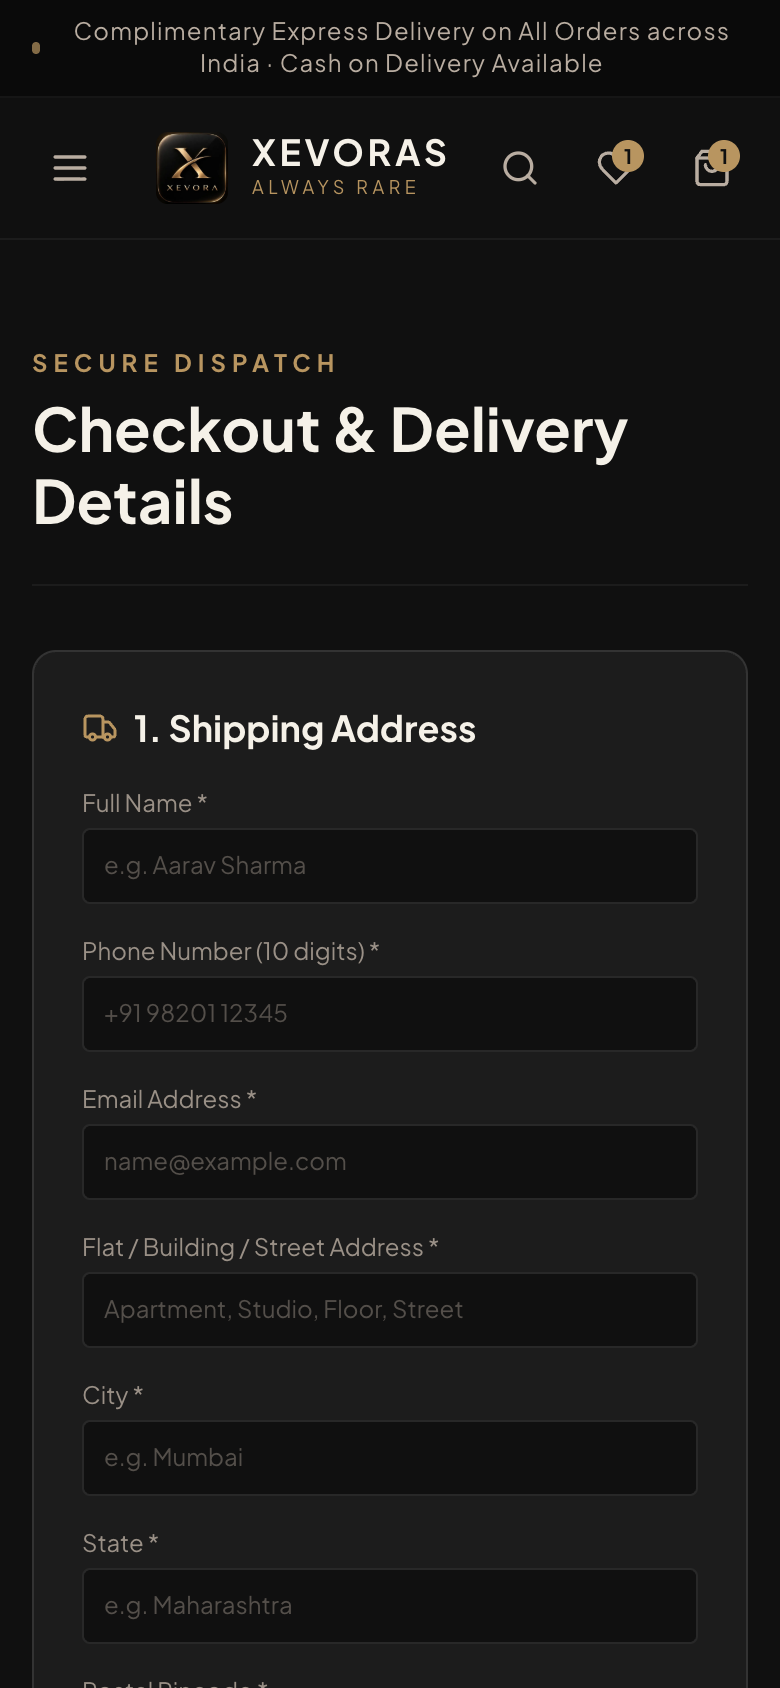 Complimentary Express Delivery on All Orders across
India · Cash on Delivery Available
XEVORA
XEVORAS
ALWAYS RARE
1
1
SECURE DISPATCH
Checkout & Delivery
Details
1. Shipping Address
Full Name *
e.g. Aarav Sharma
Phone Number (10 digits) *
+91 98201 12345
Email Address *
name@example.com
Flat / Building / Street Address *
Apartment, Studio, Floor, Street
City *
e.g. Mumbai
State *
e.g. Maharashtra